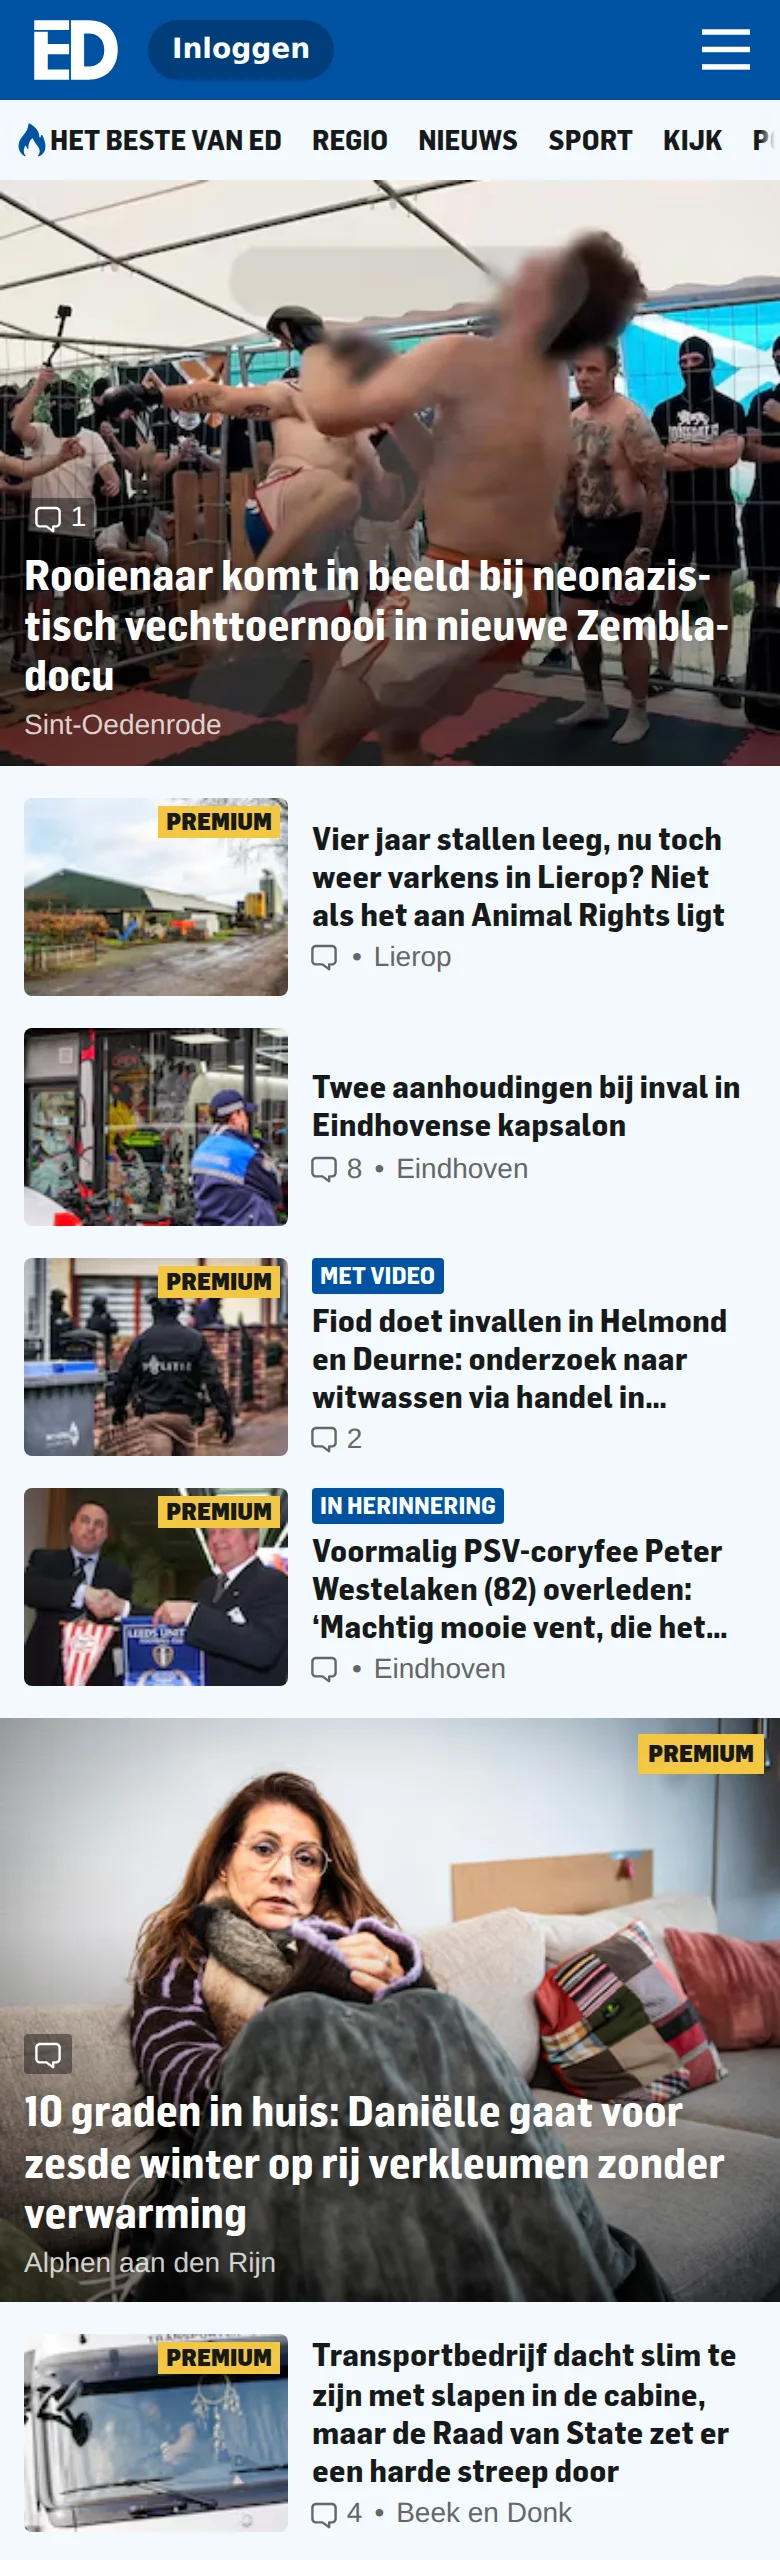 ED
Inloggen
HET BESTE VAN ED REGIO NIEUWS SPORT KIJK
1
Rooienaar komt in beeld bij neonazis-
tisch vechttoernooi in nieuwe Zembla-
docu
Sint-Oedenrode
PREMIUM
Vier jaar stallen leeg, nu toch
weer varkens in Lierop? Niet
als het aan Animal Rights ligt
• Lierop
OPEN
Twee aanhoudingen bij inval in
Eindhovense kapsalon
8 • Eindhoven
PREMIUM
MET VIDEO
Fiod doet invallen in Helmond
en Deurne: onderzoek naar
witwassen via handel in...
2
PREMIUM
LEEDS UNITED
IN HERINNERING
Voormalig PSV-coryfee Peter
Westelaken (82) overleden:
‘Machtig mooie vent, die het...
• Eindhoven
PREMIUM
10 graden in huis: Daniëlle gaat voor
zesde winter op rij verkleumen zonder
verwarming
Alphen aan den Rijn
PREMIUM
Transportbedrijf dacht slim te
zijn met slapen in de cabine,
maar de Raad van State zet er
een harde streep door
4 • Beek en Donk